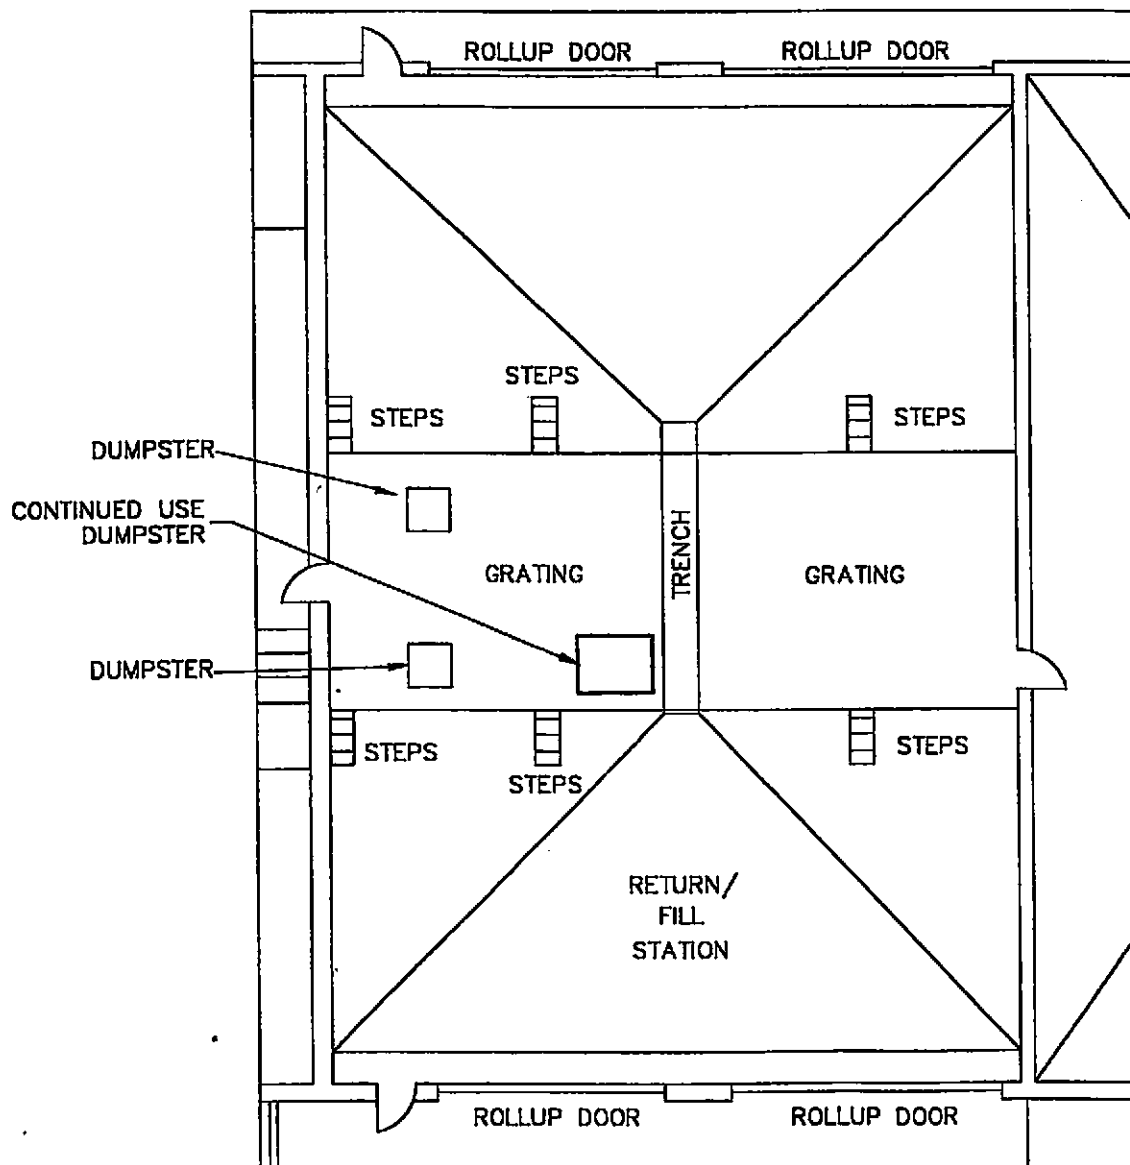 ROLLUP DOOR
ROLLUP DOOR
STEPS
STEPS
STEPS
DUMPSTER
CONTINUED USE
DUMPSTER
GRATING
TRENCH
GRATING
DUMPSTER
STEPS
STEPS
STEPS
RETURN/
FILL
STATION
ROLLUP DOOR
ROLLUP DOOR